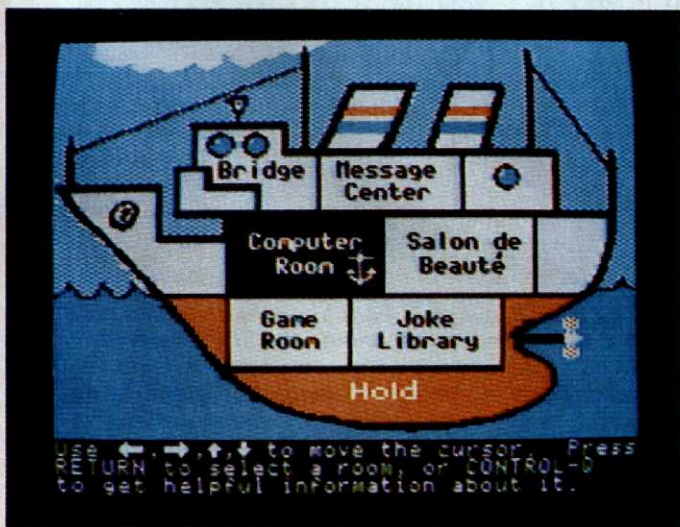 Bridge
Message
Center
Computer
Room
Salon de
Beauté
Game
Room
Joke
Library
Hold
Use ←,→,↑,↓ to move the cursor. Press
RETURN to select a room, or CONTROL-Q
to get helpful information about it.